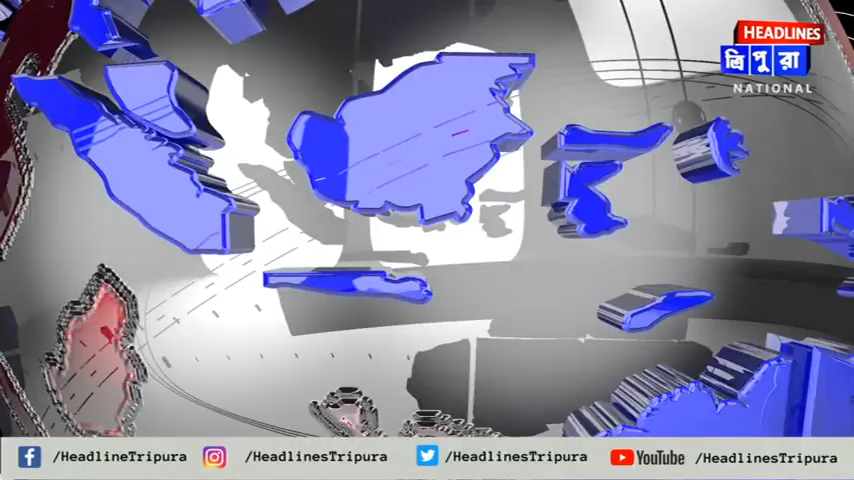 HEADLINES
ত্রিপুরা
NATIONAL
/HeadlineTripura
/HeadlinesTripura
/HeadlinesTripura
YouTube /HeadlinesTripura